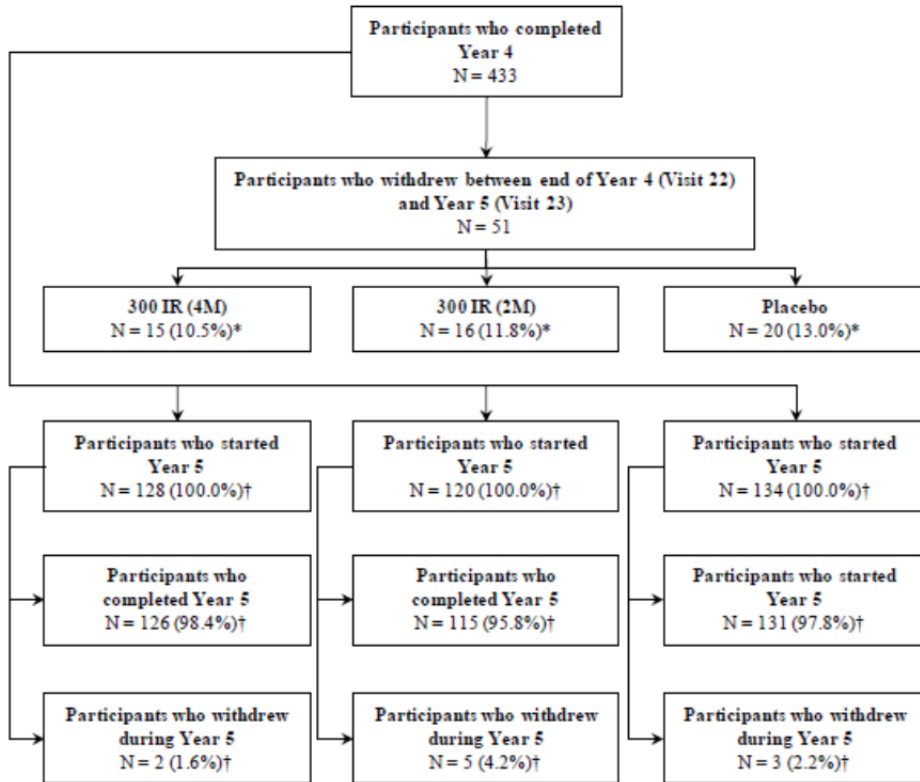 Participants who completed
Year 4
N = 433
Participants who withdrew between end of Year 4 (Visit 22)
and Year 5 (Visit 23)
N = 51
300 IR (4M)
N = 15 (10.5%)*
300 IR (2M)
N = 16 (11.8%)*
Placebo
N = 20 (13.0%)*
Participants who started
Year 5
N = 128 (100.0%)†
Participants who started
Year 5
N = 120 (100.0%)†
Participants who started
Year 5
N = 134 (100.0%)†
Participants who
completed Year 5
N = 126 (98.4%)†
Participants who
completed Year 5
N = 115 (95.8%)†
Participants who started
Year 5
N = 131 (97.8%)†
Participants who withdrew
during Year 5
N = 2 (1.6%)†
Participants who withdrew
during Year 5
N = 5 (4.2%)†
Participants who withdrew
during Year 5
N = 3 (2.2%)†